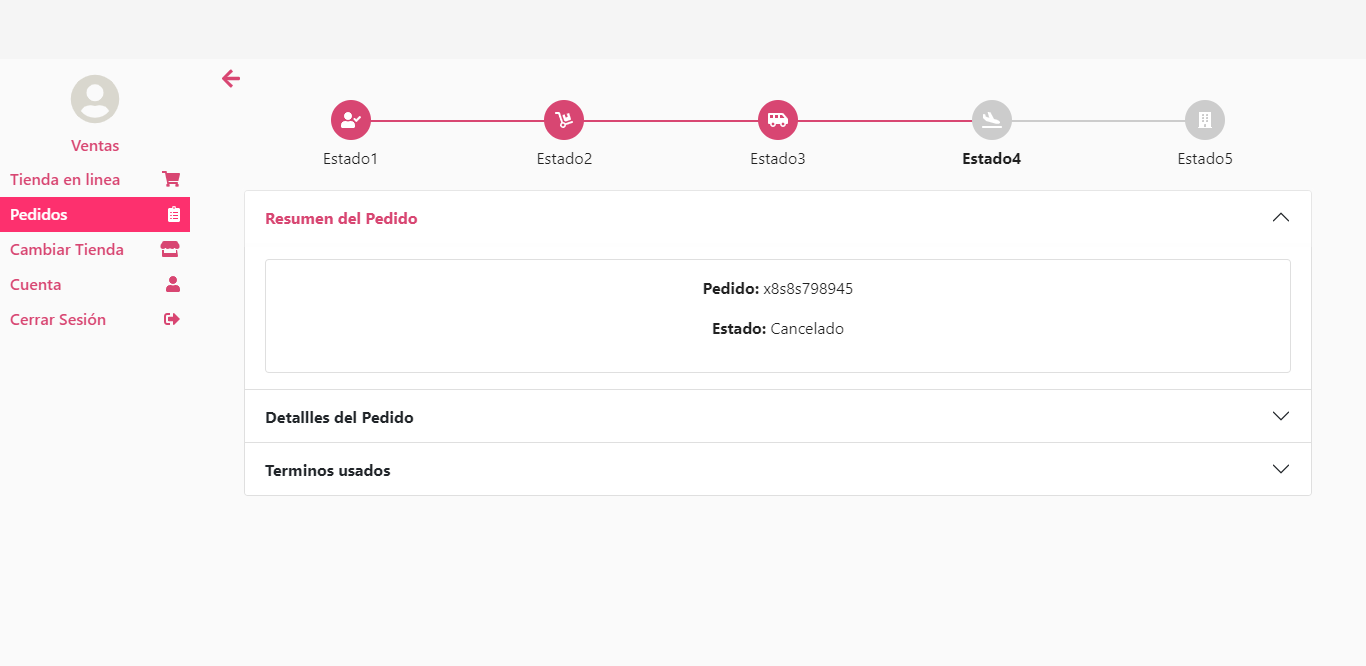 Ventas
Tienda en linea
Pedidos
Cambiar Tienda
Cuenta
Cerrar Sesión
Estado1
Estado2
Estado3
Estado4
Estado5
Resumen del Pedido
Pedido: x8s8s798945
Estado: Cancelado
Detallles del Pedido
Terminos usados